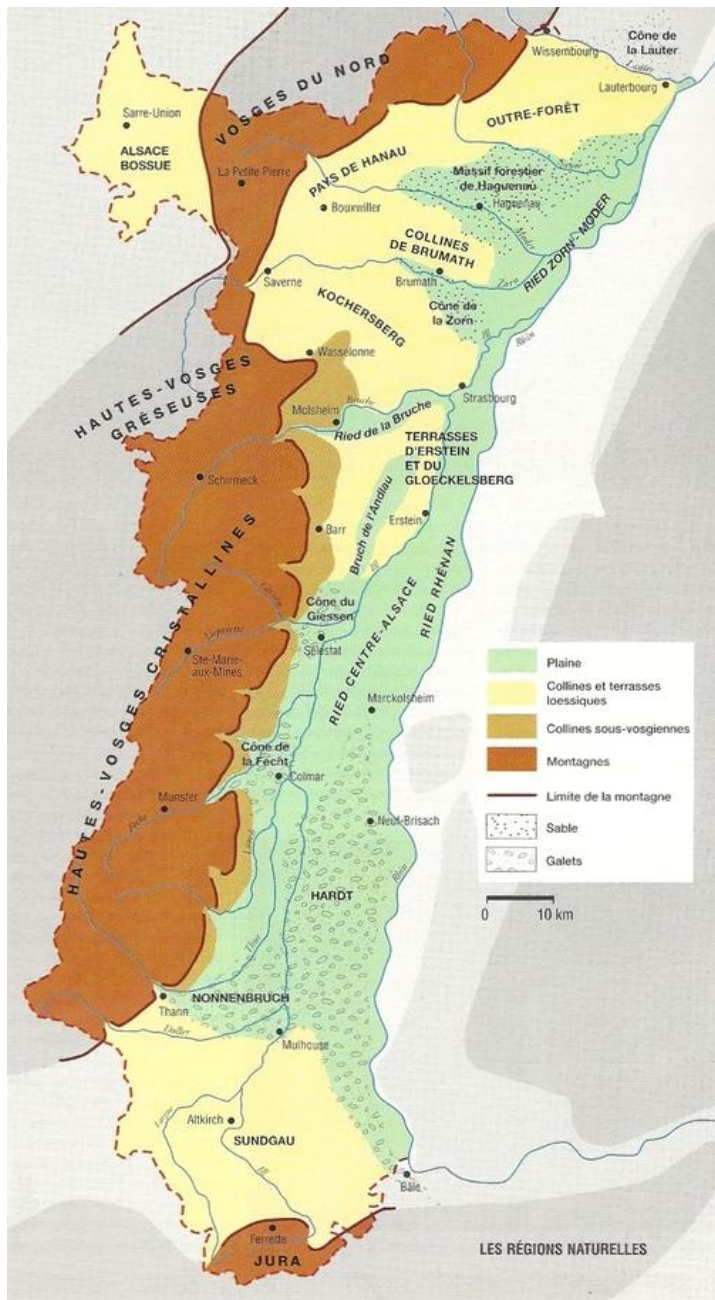 Cône de
la Lauter
Wissembourg
Lauter
Lauterbourg
VOSGES DU NORD
OUTRE-FORÊT
Sarre-Union
ALSACE
BOSSUE
La Petite Pierre
PAYS DE HANAU
Massif forestier
de Haguenau
Haguenau
Bouxwiller
Moder
RIED ZORN-MODER
COLLINES
DE BRUMATH
Saverne
Brumath
Zorn
KOCHERSBERG
Cône de
la Zorn
Ill
Rhin
Wasselonne
HAUTES-VOSGES
GRÉSEUSES
Strasbourg
Molsheim
Bruche
Ried de la Bruche
TERRASSES
D'ERSTEIN
ET DU
GLOECKELSBERG
Schirmeck
Bruch de l'Andlau
Erstein
Barr
Ill
HAUTES-VOSGES CRISTALLINES
Giessen
Cône du
Giessen
RIED CENTRE-ALSACE
RIED RHÉNAN
Sélestat
Liepvrette
Ste-Marie-
aux-Mines
Marckolsheim
Plaine
Collines et terrasses
loessiques
Collines sous-vosgiennes
Montagnes
Limite de la montagne
Sable
Galets
0 10 km
Cône de
la Fecht
Colmar
Munster
Fecht
Neuf-Brisach
Lauch
Rhin
HARDT
Thur
NONNENBRUCH
Thann
Doller
Mulhouse
Altkirch
Largue
SUNDGAU
Ill
Bâle
Ferrette
JURA
LES RÉGIONS NATURELLES